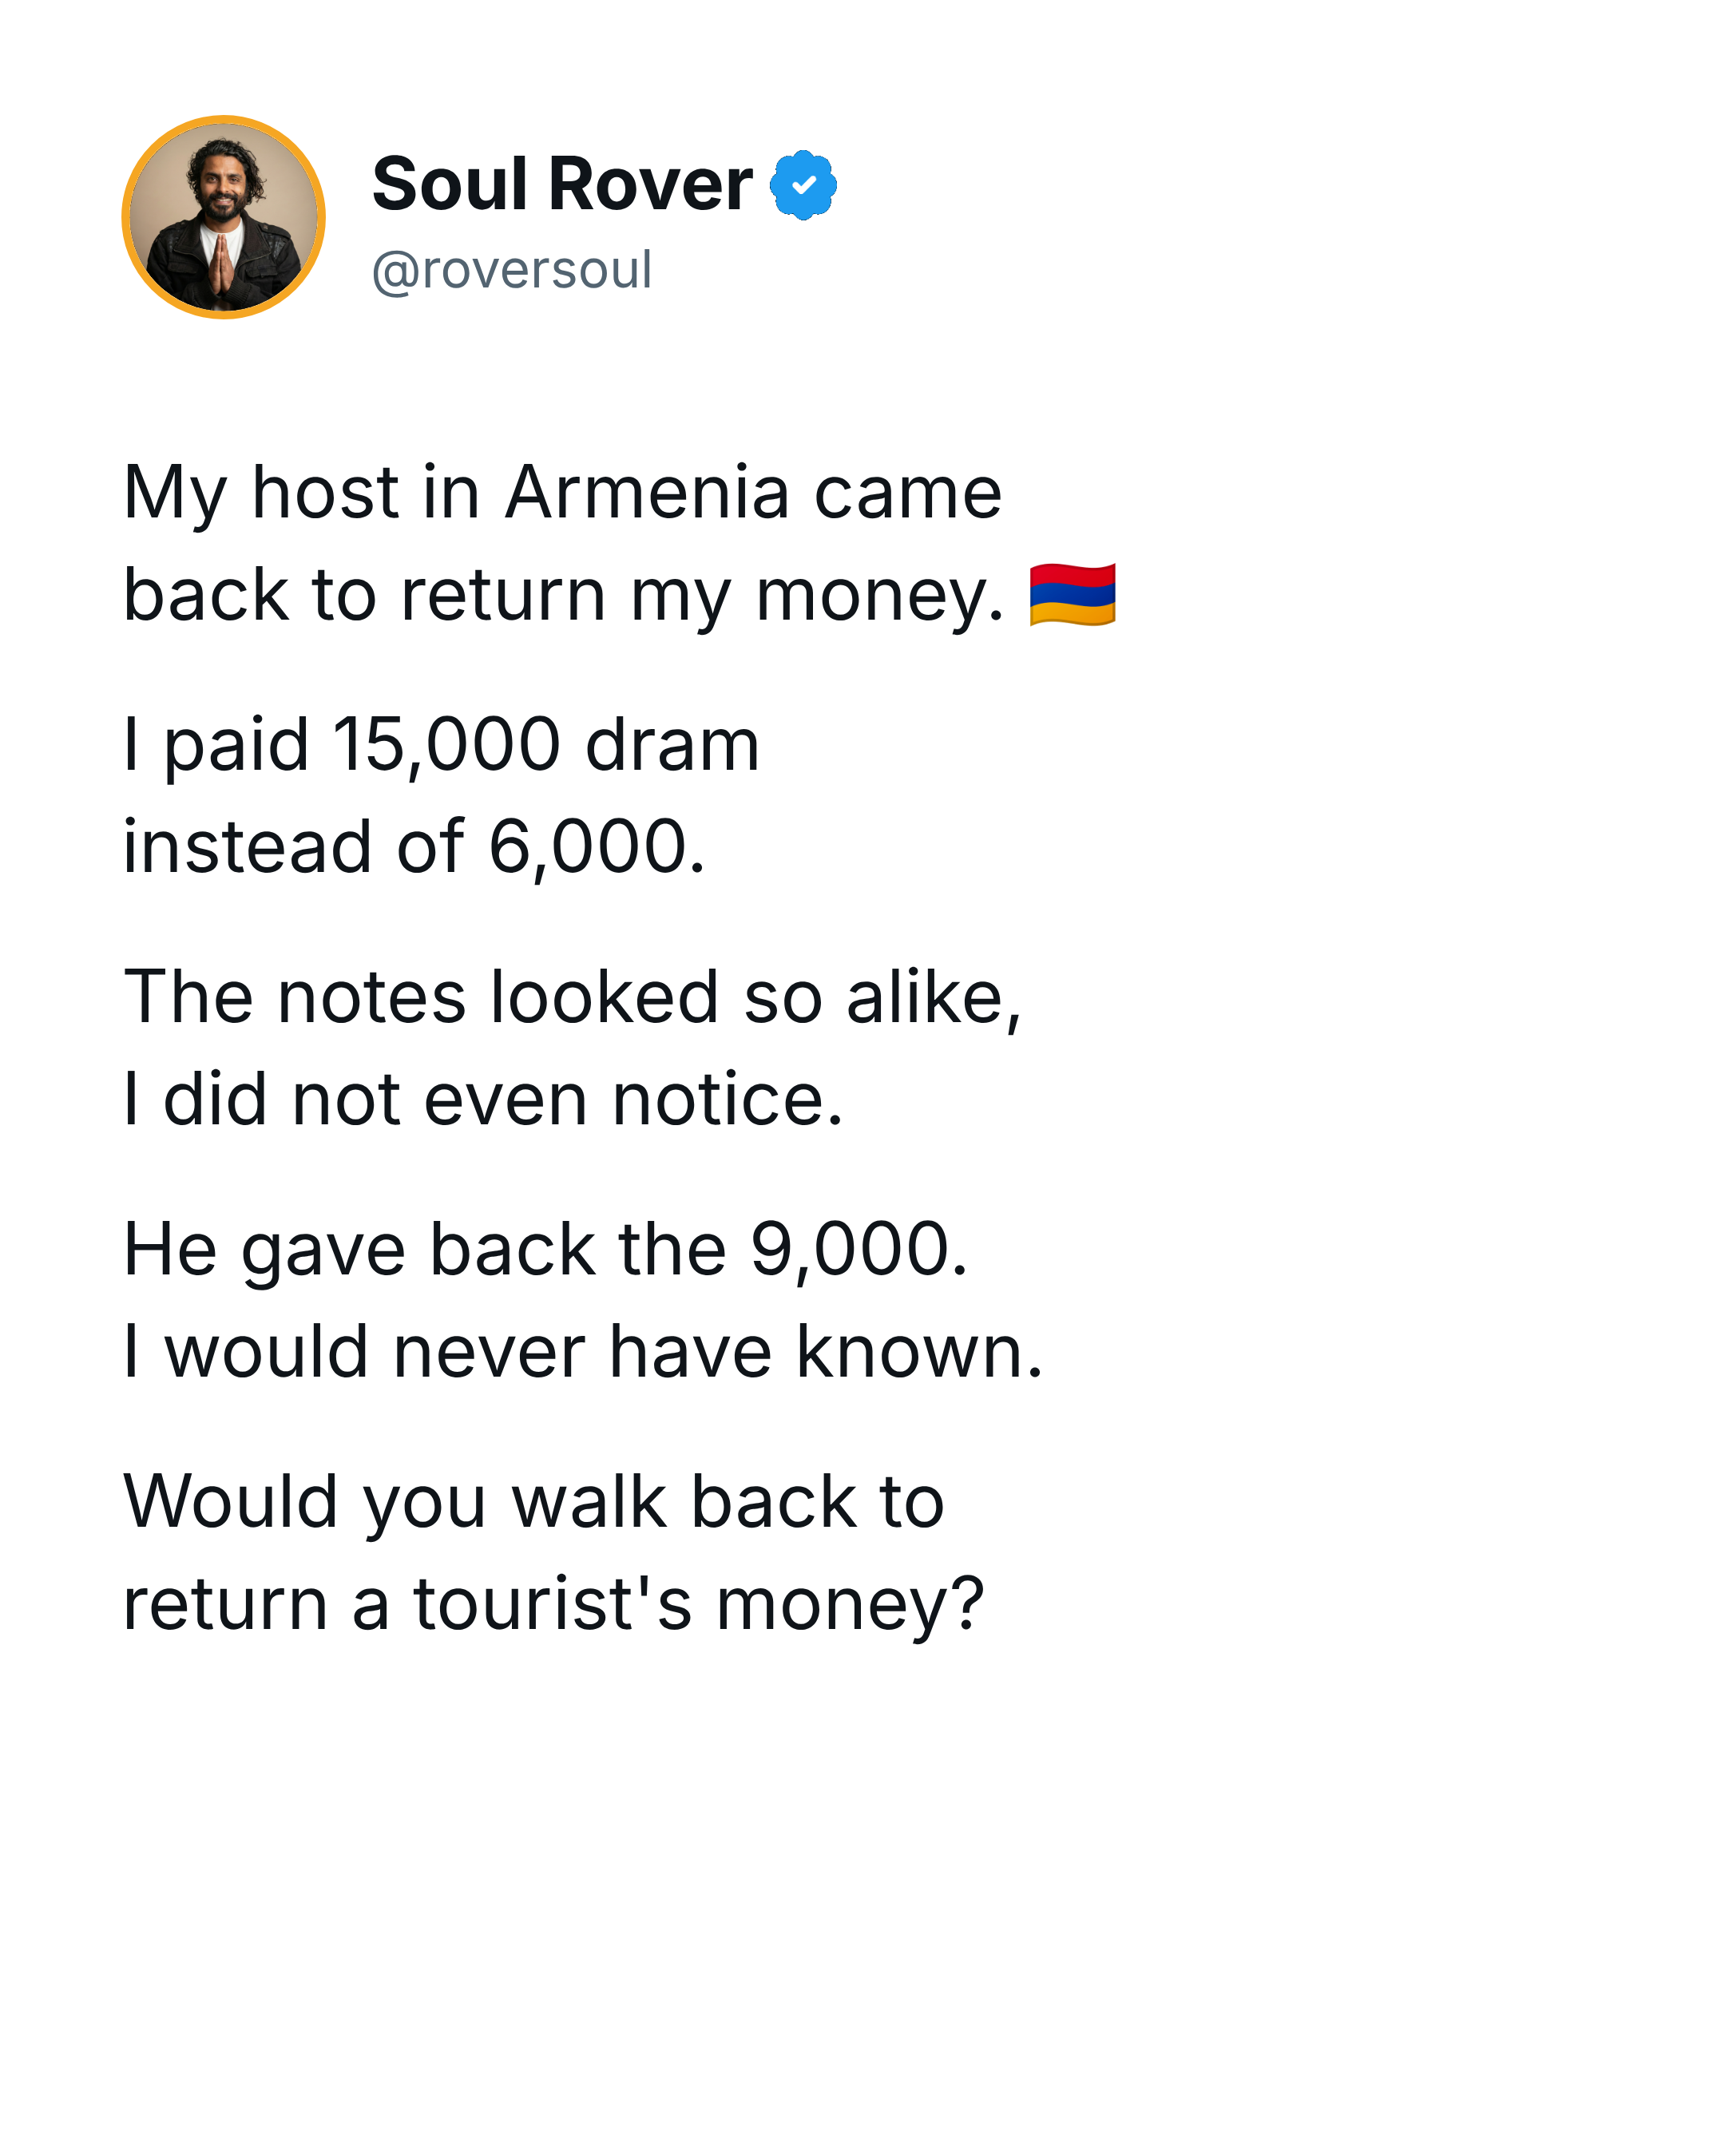 Soul Rover
@roversoul
My host in Armenia came
back to return my money. 🇦🇲
I paid 15,000 dram
instead of 6,000.
The notes looked so alike,
I did not even notice.
He gave back the 9,000.
I would never have known.
Would you walk back to
return a tourist's money?